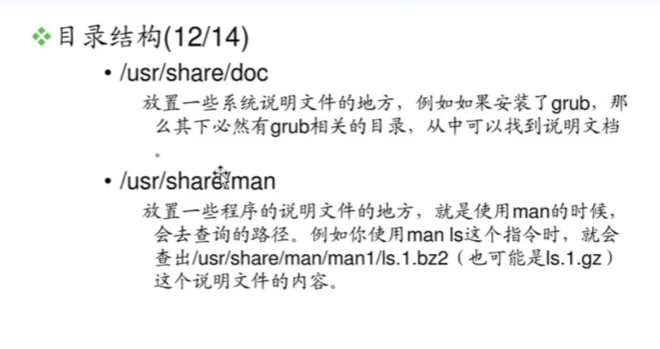 目录结构(12/14)
• /usr/share/doc
放置一些系统说明文件的地方，例如如果安装了grub，那
么其下必然有grub相关的目录，从中可以找到说明文档
。
• /usr/share/man
放置一些程序的说明文件的地方，就是使用man的时候，
会去查询的路径。例如你使用man ls这个指令时，就会
查出/usr/share/man/man1/ls.1.bz2（也可能是ls.1.gz）
这个说明文件的内容。